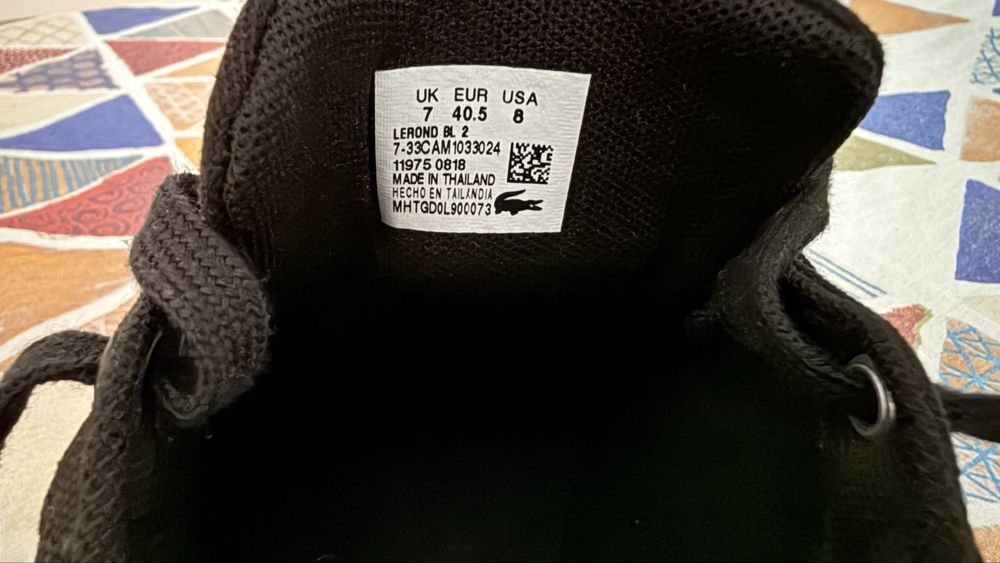 UK EUR USA
7 40.5 8
LEROND BL 2
7-33CAM1033024
11975 0818
MADE IN THAILAND
HECHO EN TAILANDIA
MHTGD0L900073